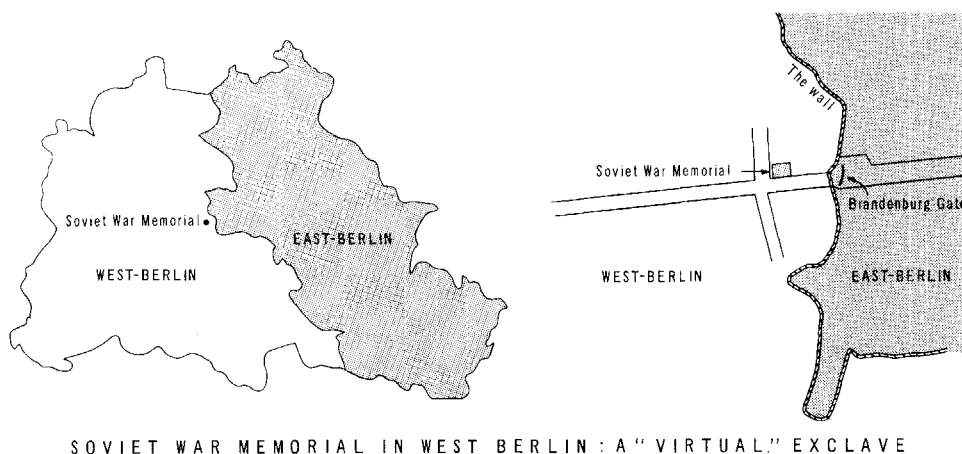 Soviet War Memorial
WEST-BERLIN
EAST-BERLIN
The wall
Soviet War Memorial
Brandenburg Gate
WEST-BERLIN
EAST-BERLIN
SOVIET WAR MEMORIAL IN WEST BERLIN : A "VIRTUAL" EXCLAVE